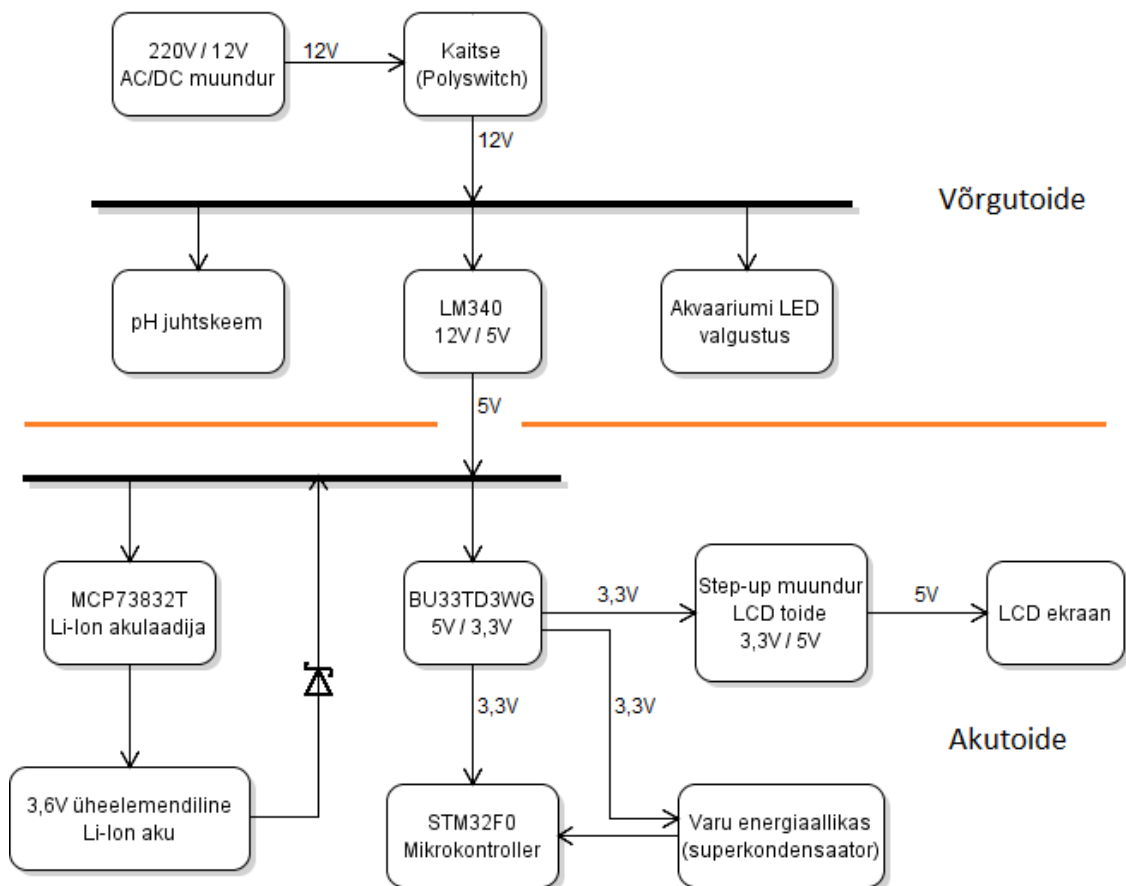 220V / 12V
AC/DC muundur
12V
Kaitse
(Polyswitch)
12V
Võrgutoide
pH juhtskeem
LM340
12V / 5V
Akvaariumi LED
valgustus
5V
MCP73832T
Li-Ion akulaadija
BU33TD3WG
5V / 3,3V
3,3V
Step-up muundur
LCD toide
3,3V / 5V
5V
LCD ekraan
3,3V
3,3V
Akutoide
3,6V üheelemendiline
Li-Ion aku
STM32F0
Mikrokontroller
Varu energiaallikas
(superkondensaator)